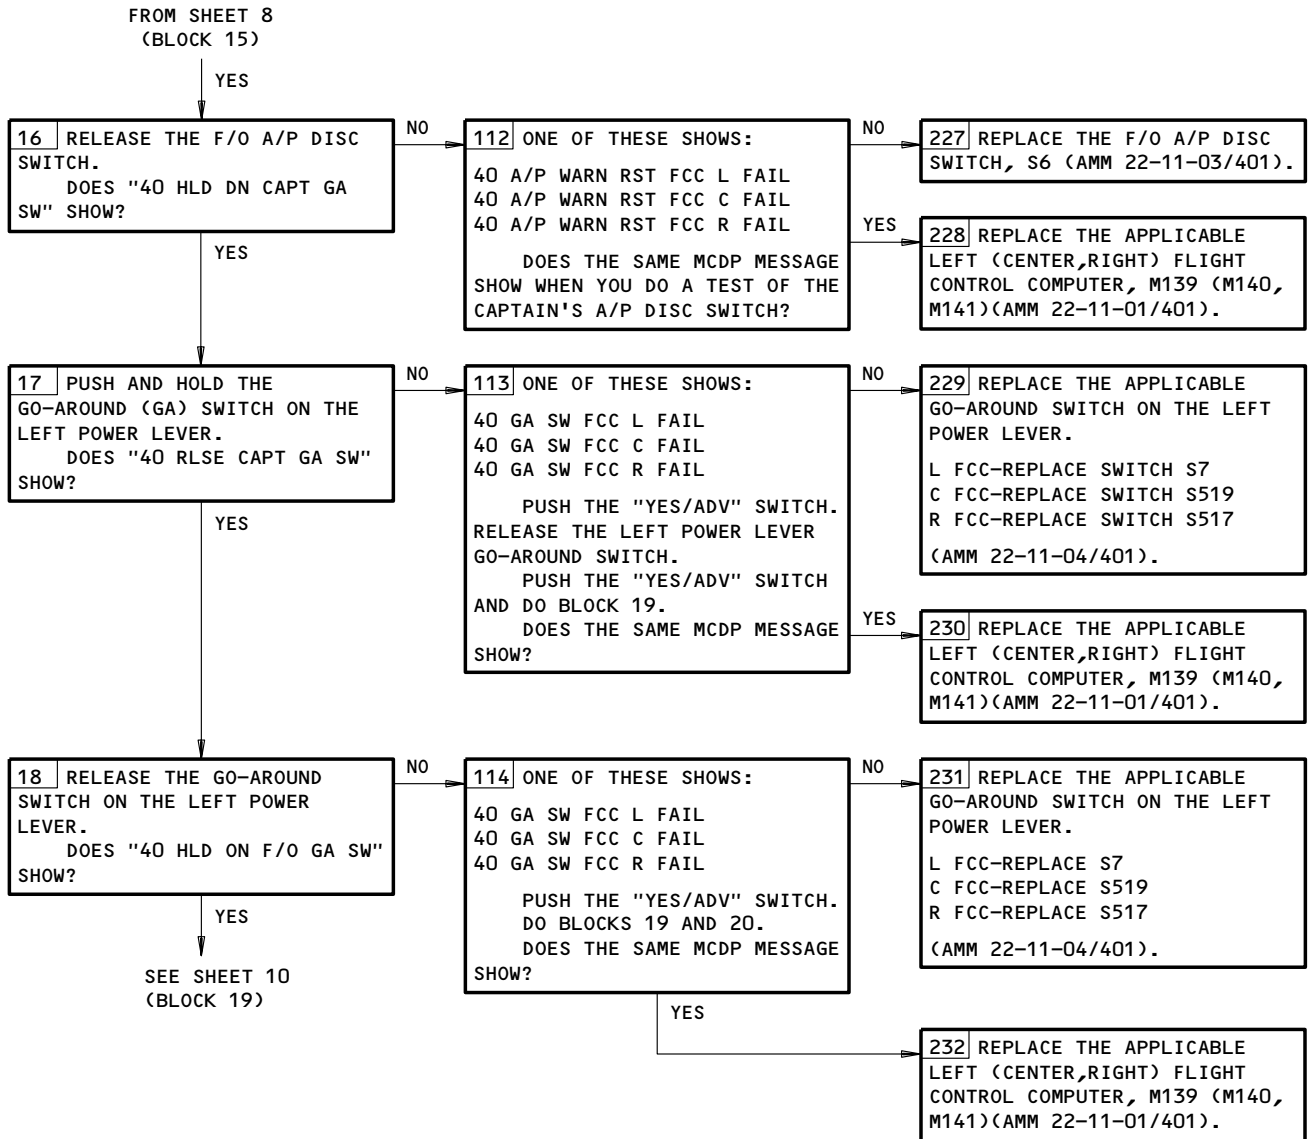 FROM SHEET 8
(BLOCK 15)
YES
16 RELEASE THE F/O A/P DISC
SWITCH.
DOES "40 HLD DN CAPT GA
SW" SHOW?
NO
YES
112 ONE OF THESE SHOWS:
40 A/P WARN RST FCC L FAIL
40 A/P WARN RST FCC C FAIL
40 A/P WARN RST FCC R FAIL
DOES THE SAME MCDP MESSAGE
SHOW WHEN YOU DO A TEST OF THE
CAPTAIN'S A/P DISC SWITCH?
NO
227 REPLACE THE F/O A/P DISC
SWITCH, S6 (AMM 22-11-03/401).
YES
228 REPLACE THE APPLICABLE
LEFT (CENTER,RIGHT) FLIGHT
CONTROL COMPUTER, M139 (M140,
M141)(AMM 22-11-01/401).
17 PUSH AND HOLD THE
GO-AROUND (GA) SWITCH ON THE
LEFT POWER LEVER.
DOES "40 RLSE CAPT GA SW"
SHOW?
NO
YES
113 ONE OF THESE SHOWS:
40 GA SW FCC L FAIL
40 GA SW FCC C FAIL
40 GA SW FCC R FAIL
PUSH THE "YES/ADV" SWITCH.
RELEASE THE LEFT POWER LEVER
GO-AROUND SWITCH.
PUSH THE "YES/ADV" SWITCH
AND DO BLOCK 19.
DOES THE SAME MCDP MESSAGE
SHOW?
NO
229 REPLACE THE APPLICABLE
GO-AROUND SWITCH ON THE LEFT
POWER LEVER.
L FCC-REPLACE SWITCH S7
C FCC-REPLACE SWITCH S519
R FCC-REPLACE SWITCH S517
(AMM 22-11-04/401).
YES
230 REPLACE THE APPLICABLE
LEFT (CENTER,RIGHT) FLIGHT
CONTROL COMPUTER, M139 (M140,
M141)(AMM 22-11-01/401).
18 RELEASE THE GO-AROUND
SWITCH ON THE LEFT POWER
LEVER.
DOES "40 HLD ON F/O GA SW"
SHOW?
NO
YES
SEE SHEET 10
(BLOCK 19)
114 ONE OF THESE SHOWS:
40 GA SW FCC L FAIL
40 GA SW FCC C FAIL
40 GA SW FCC R FAIL
PUSH THE "YES/ADV" SWITCH.
DO BLOCKS 19 AND 20.
DOES THE SAME MCDP MESSAGE
SHOW?
NO
231 REPLACE THE APPLICABLE
GO-AROUND SWITCH ON THE LEFT
POWER LEVER.
L FCC-REPLACE S7
C FCC-REPLACE S519
R FCC-REPLACE S517
(AMM 22-11-04/401).
YES
232 REPLACE THE APPLICABLE
LEFT (CENTER,RIGHT) FLIGHT
CONTROL COMPUTER, M139 (M140,
M141)(AMM 22-11-01/401).